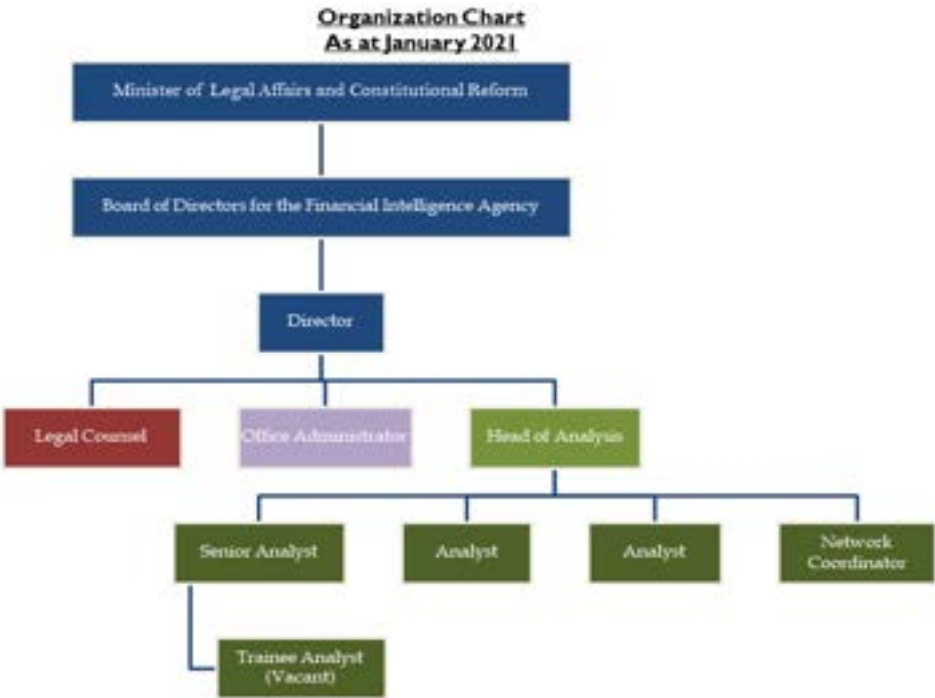 Organization Chart
As at January 2021
Minister of Legal Affairs and Constitutional Reform
Board of Directors for the Financial Intelligence Agency
Director
Legal Counsel
Office Administrator
Head of Analysis
Senior Analyst
Analyst
Analyst
Network
Coordinator
Trainee Analyst
(Vacant)